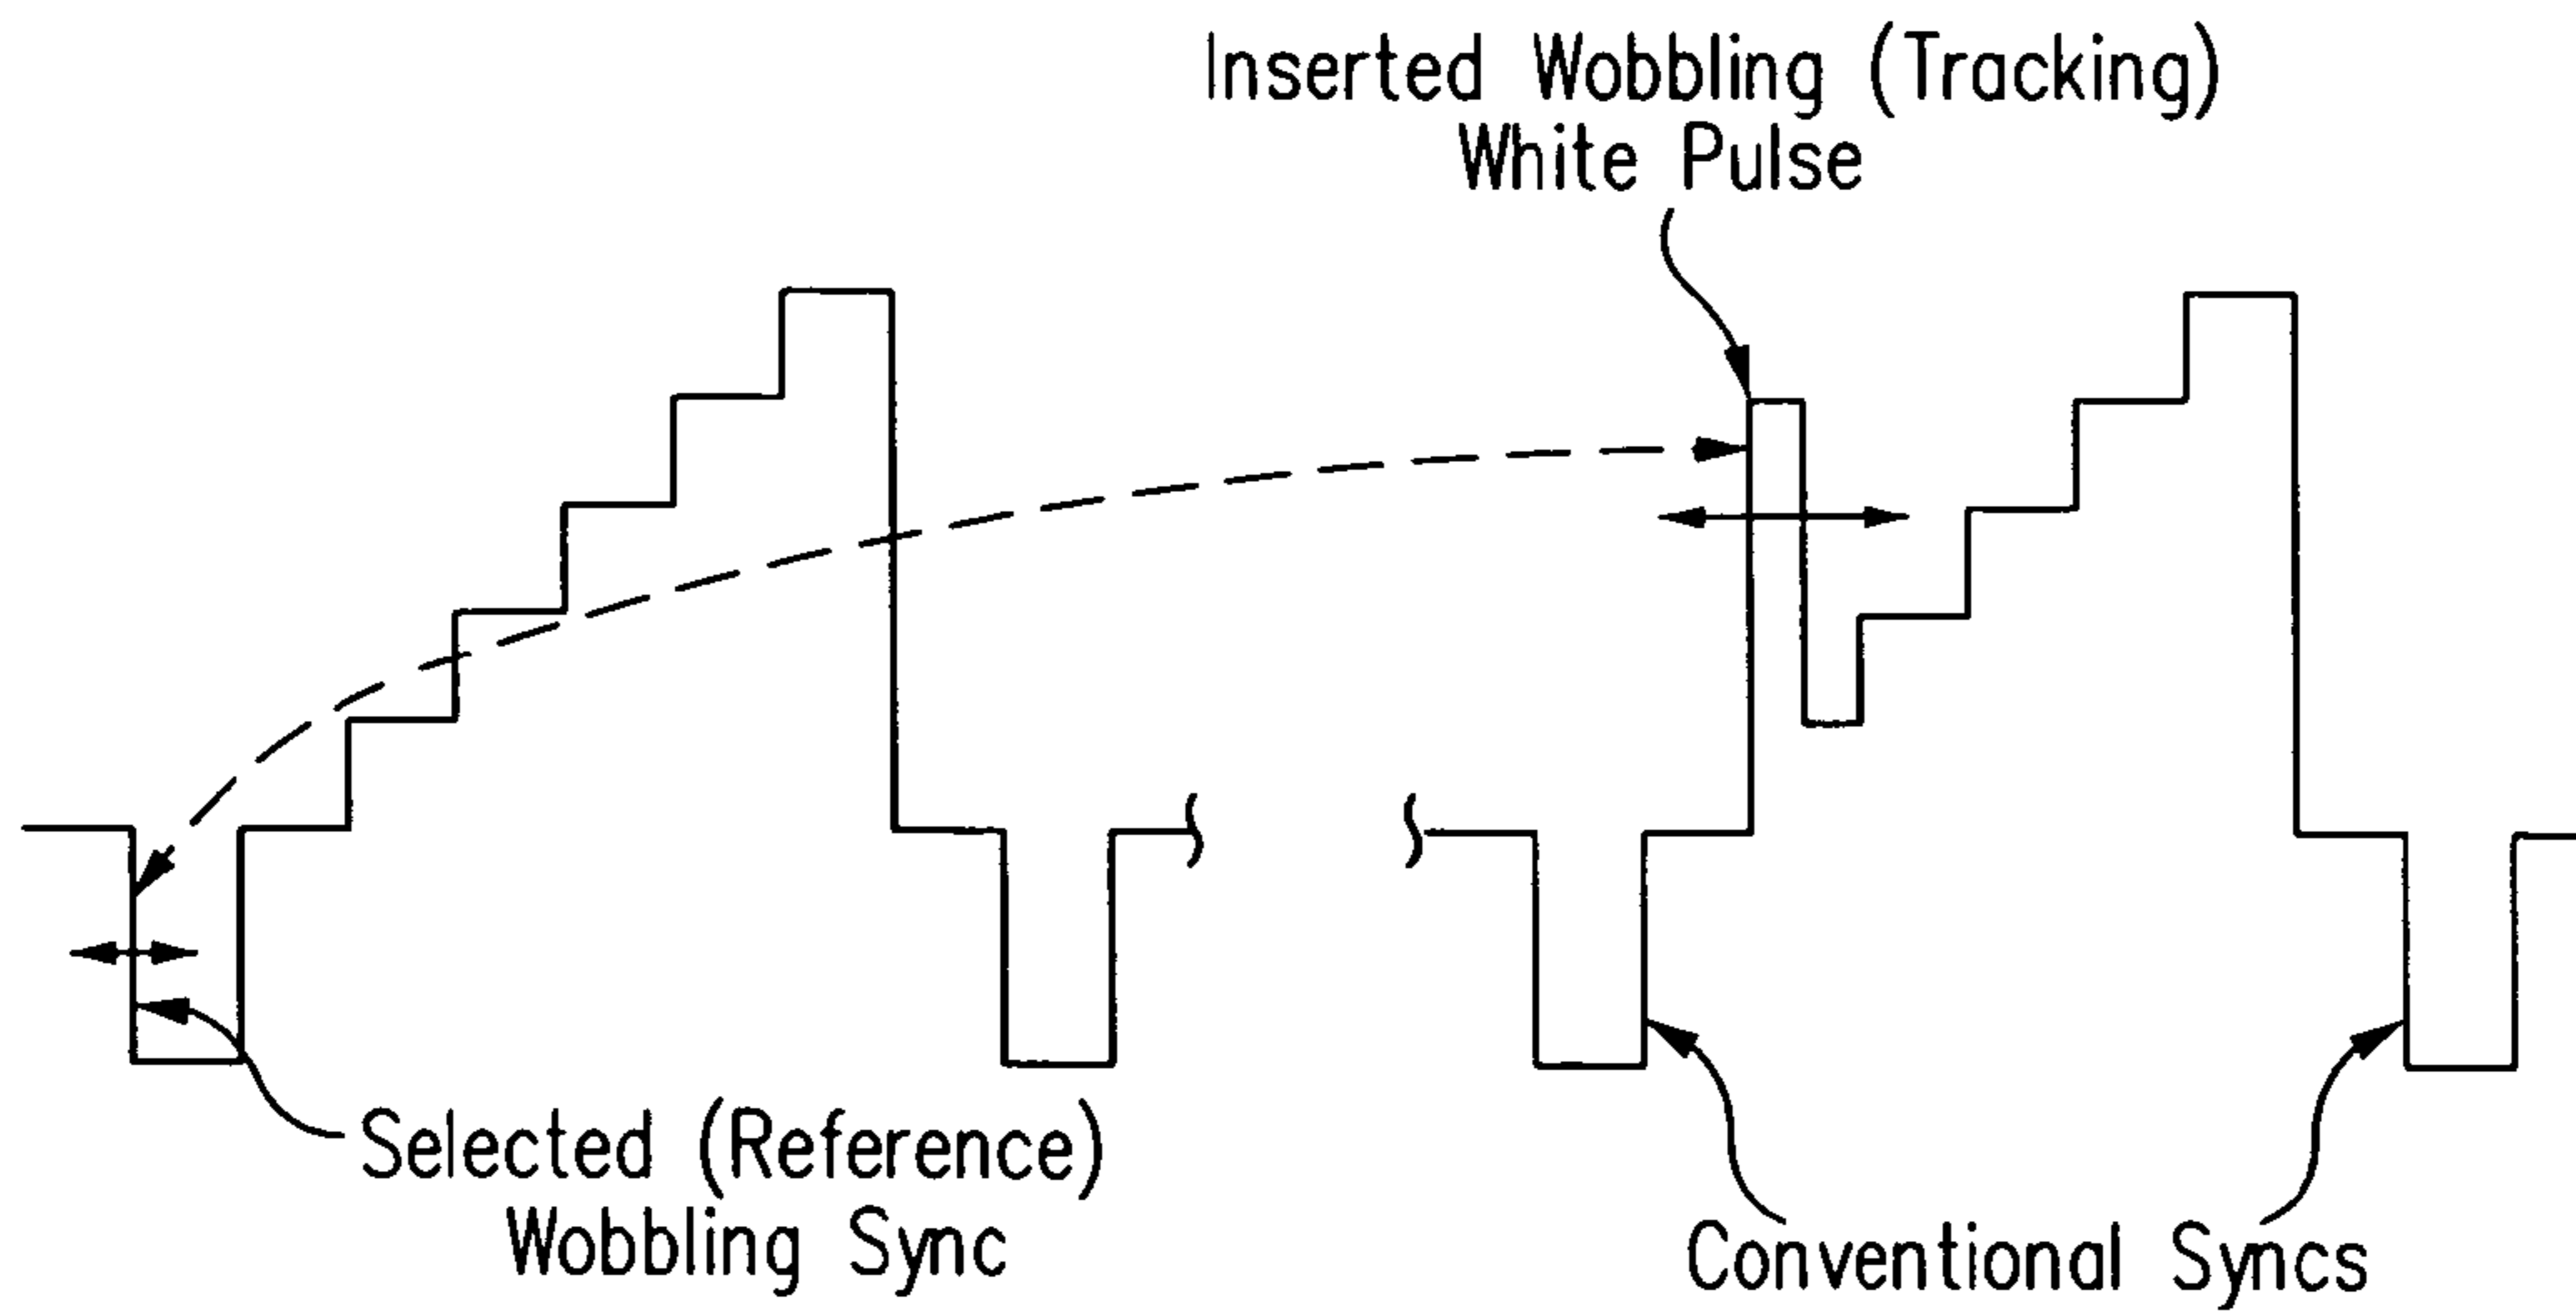 Inserted Wobbling (Tracking)
White Pulse
Selected (Reference)
Wobbling Sync
Conventional Syncs